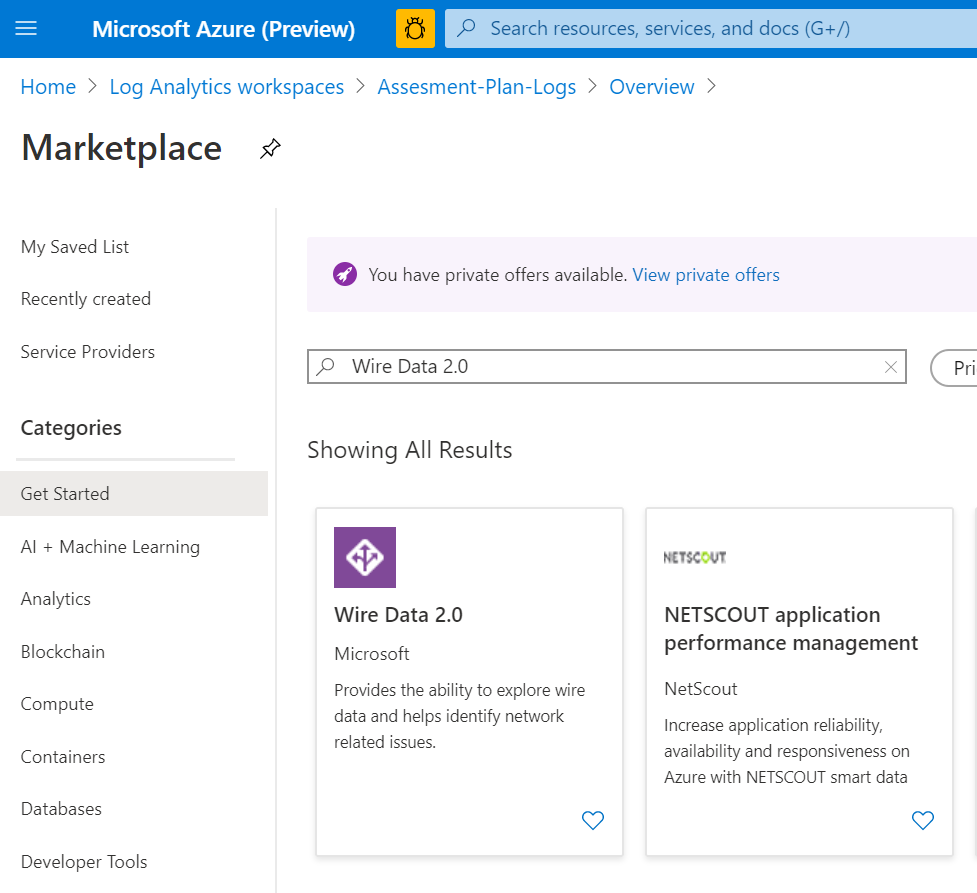 Microsoft Azure (Preview)
Search resources, services, and docs (G+/)
Home > Log Analytics workspaces > Assesment-Plan-Logs > Overview >
Marketplace
My Saved List
Recently created
Service Providers
Categories
Get Started
AI + Machine Learning
Analytics
Blockchain
Compute
Containers
Databases
Developer Tools
You have private offers available. View private offers
Wire Data 2.0
Pri
Showing All Results
Wire Data 2.0
Microsoft
Provides the ability to explore wire
data and helps identify network
related issues.
NETSCOUT
NETSCOUT application
performance management
NetScout
Increase application reliability,
availability and responsiveness on
Azure with NETSCOUT smart data